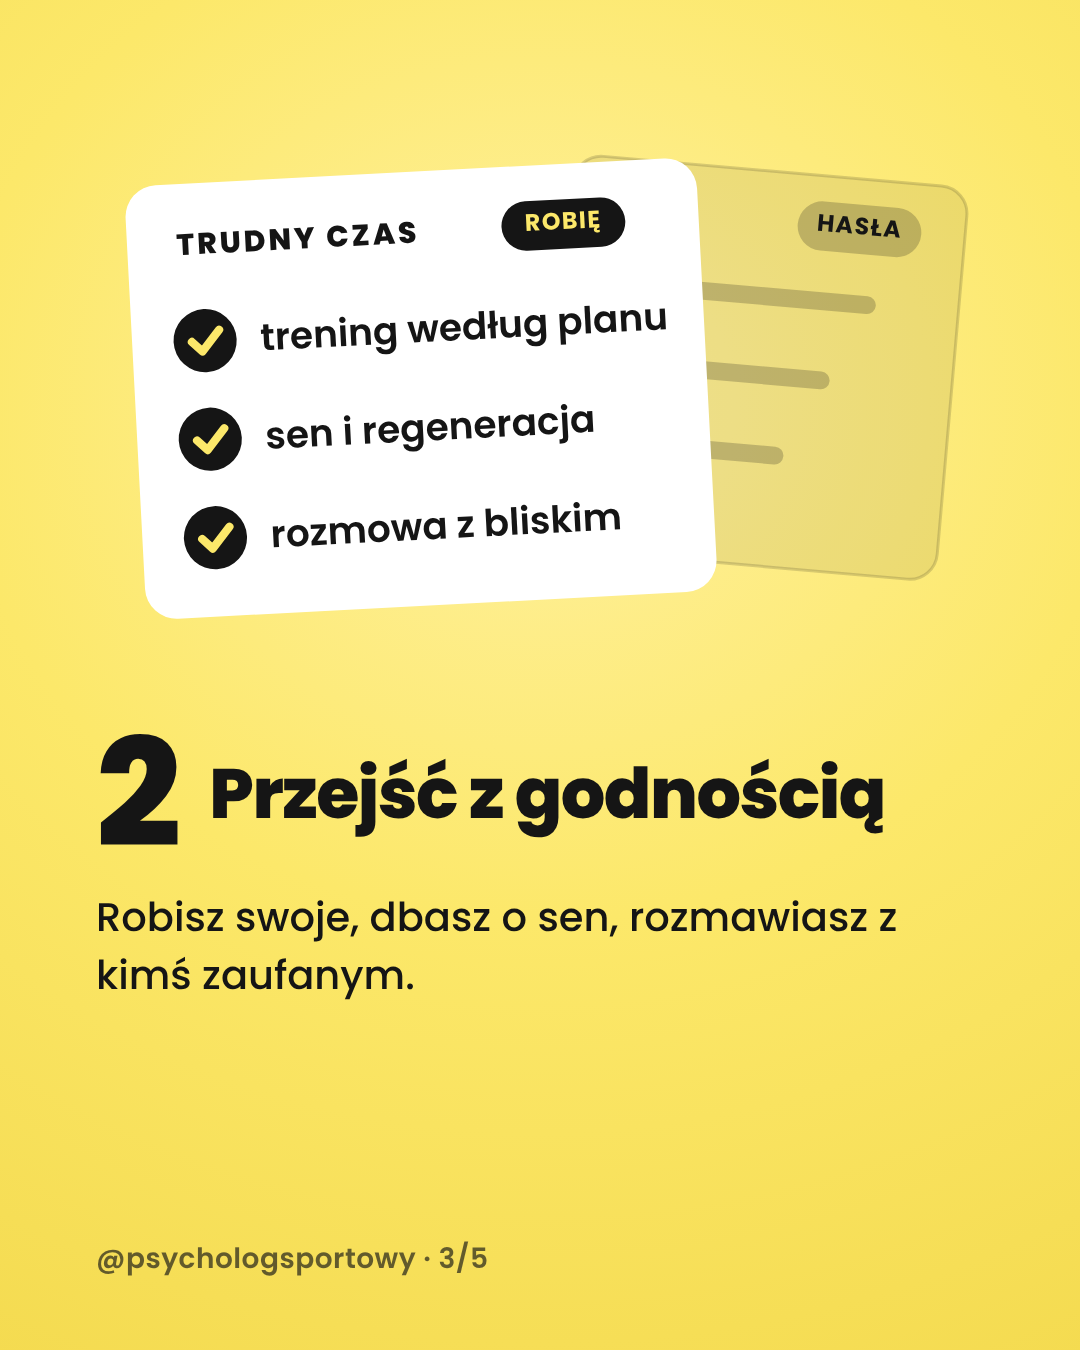 TRUDNY CZAS
ROBIĘ
HASŁA
trening według planu
sen i regeneracja
rozmowa z bliskim
2 Przejść z godnością
Robisz swoje, dbasz o sen, rozmawiasz z
kimś zaufanym.
@psychologsportowy · 3/5